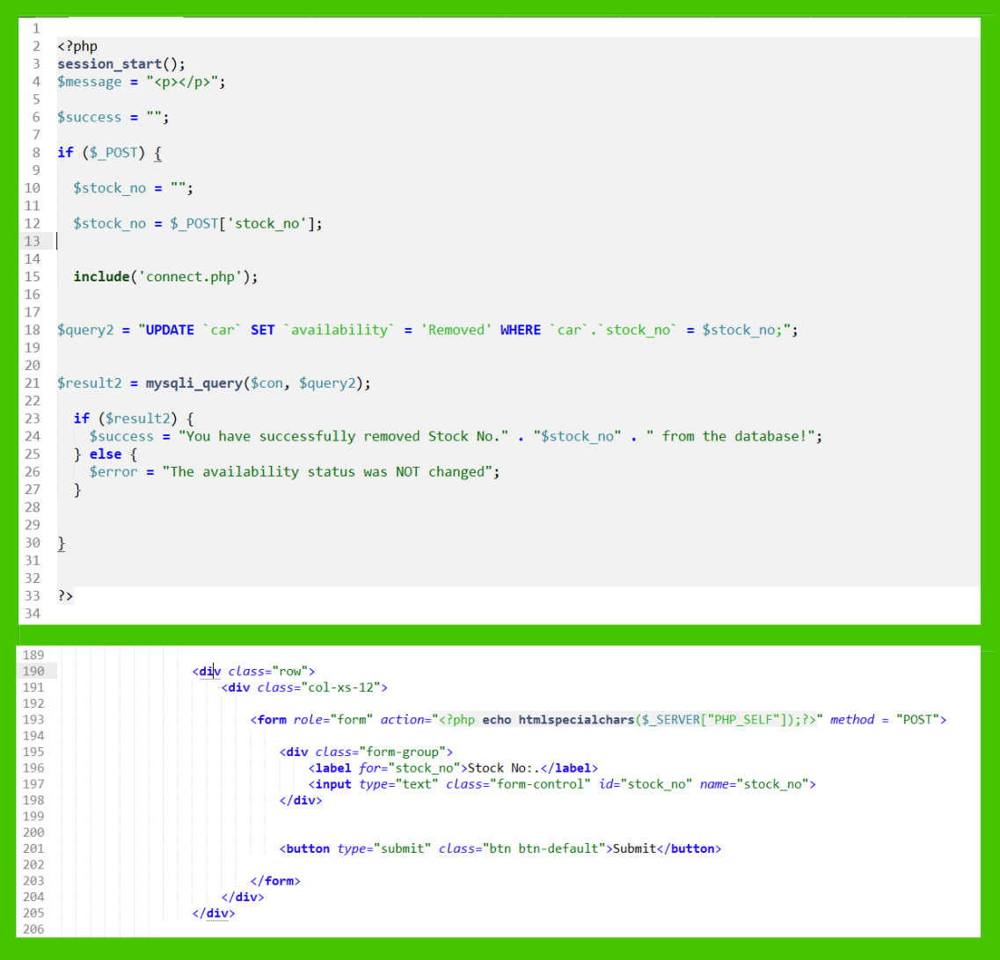 1
2 <?php
3 session_start();
4 $message = "<p></p>";
5
6 $success = "";
7
8 if ($_POST) {
9
10 $stock_no = "";
11
12 $stock_no = $_POST['stock_no'];
13
14
15 include('connect.php');
16
17
18 $query2 = "UPDATE `car` SET `availability` = 'Removed' WHERE `car`.`stock_no` = $stock_no;";
19
20
21 $result2 = mysqli_query($con, $query2);
22
23 if ($result2) {
24 $success = "You have successfully removed Stock No." . "$stock_no" . " from the database!";
25 } else {
26 $error = "The availability status was NOT changed";
27 }
28
29
30 }
31
32
33 ?>
34
189
190 <div class="row">
191 <div class="col-xs-12">
192
193 <form role="form" action="<?php echo htmlspecialchars($_SERVER["PHP_SELF"]);?>" method = "POST">
194
195 <div class="form-group">
196 <label for="stock_no">Stock No:.</label>
197 <input type="text" class="form-control" id="stock_no" name="stock_no">
198 </div>
199
200
201 <button type="submit" class="btn btn-default">Submit</button>
202
203 </form>
204 </div>
205 </div>
206